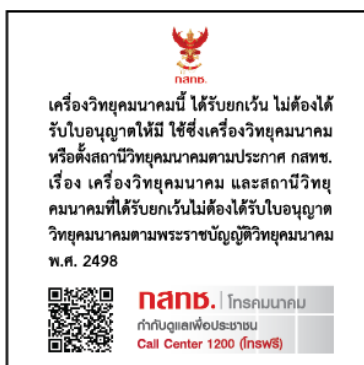 กสทช.
เครื่องวิทยุคมนาคมนี้ ได้รับยกเว้น ไม่ต้องได้
รับใบอนุญาตให้มี ใช้ซึ่งเครื่องวิทยุคมนาคม
หรือตั้งสถานีวิทยุคมนาคมตามประกาศ กสทช.
เรื่อง เครื่องวิทยุคมนาคม และสถานีวิทยุ
คมนาคมที่ได้รับยกเว้นไม่ต้องได้รับใบอนุญาต
วิทยุคมนาคมตามพระราชบัญญัติวิทยุคมนาคม
พ.ศ. 2498
กสทช. | โทรคมนาคม
กำกับดูแลเพื่อประชาชน
Call Center 1200 (โทรฟรี)